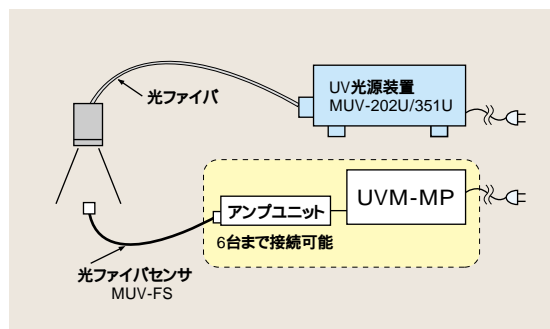 光ファイバ
UV光源装置
MUV-202U/351U
アンプユニット
UVM-MP
6台まで接続可能
光ファイバセンサ
MUV-FS